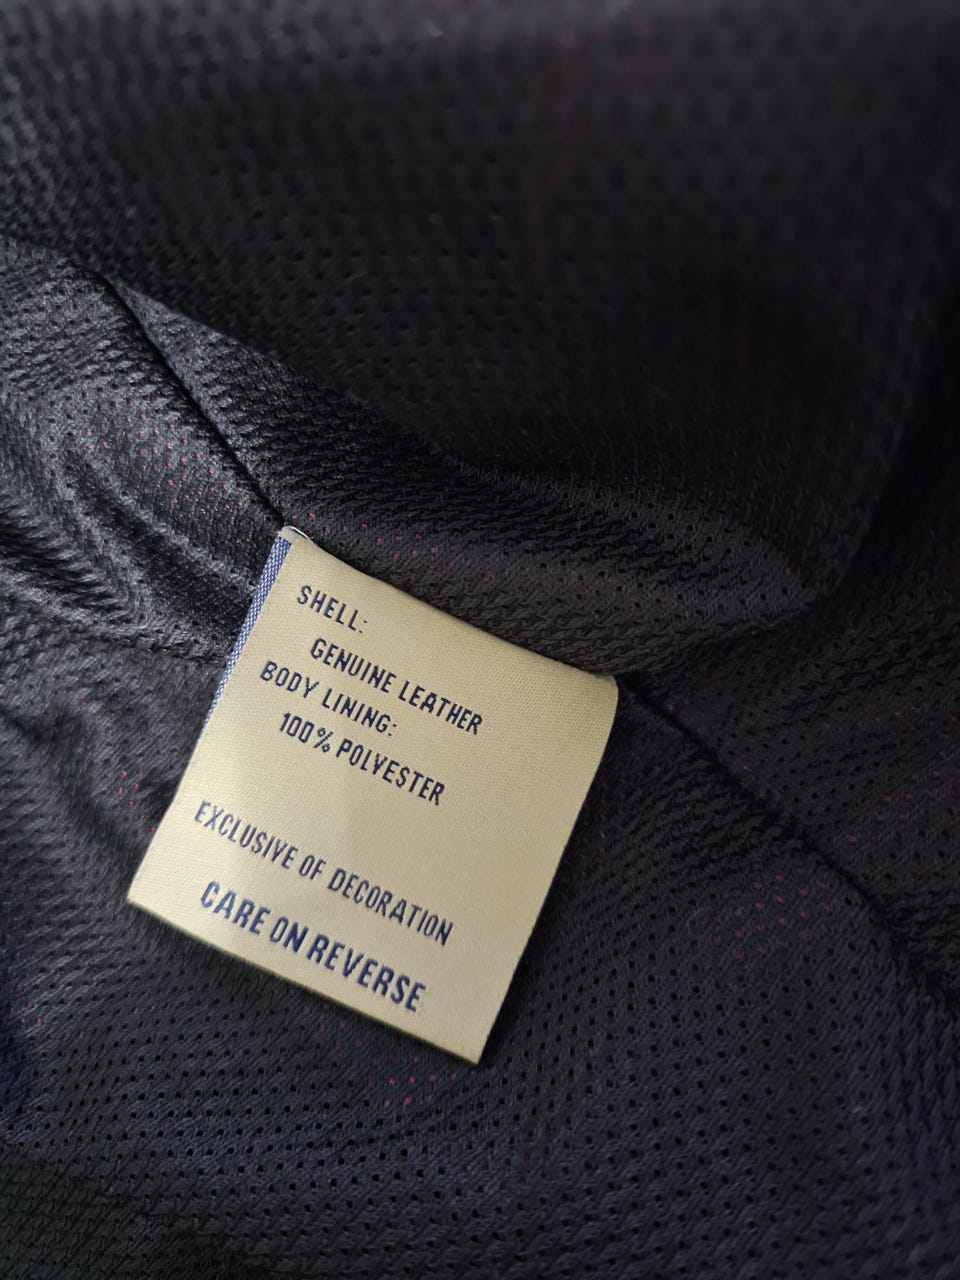 SHELL:
GENUINE LEATHER
BODY LINING:
100% POLYESTER
EXCLUSIVE OF DECORATION
CARE ON REVERSE